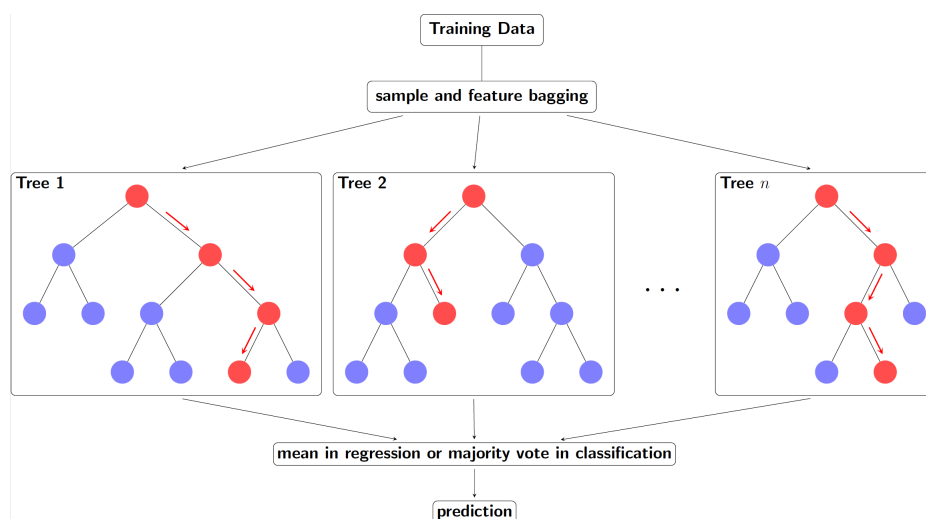 Training Data
sample and feature bagging
Tree 1
Tree 2
Tree n
. . .
mean in regression or majority vote in classification
prediction